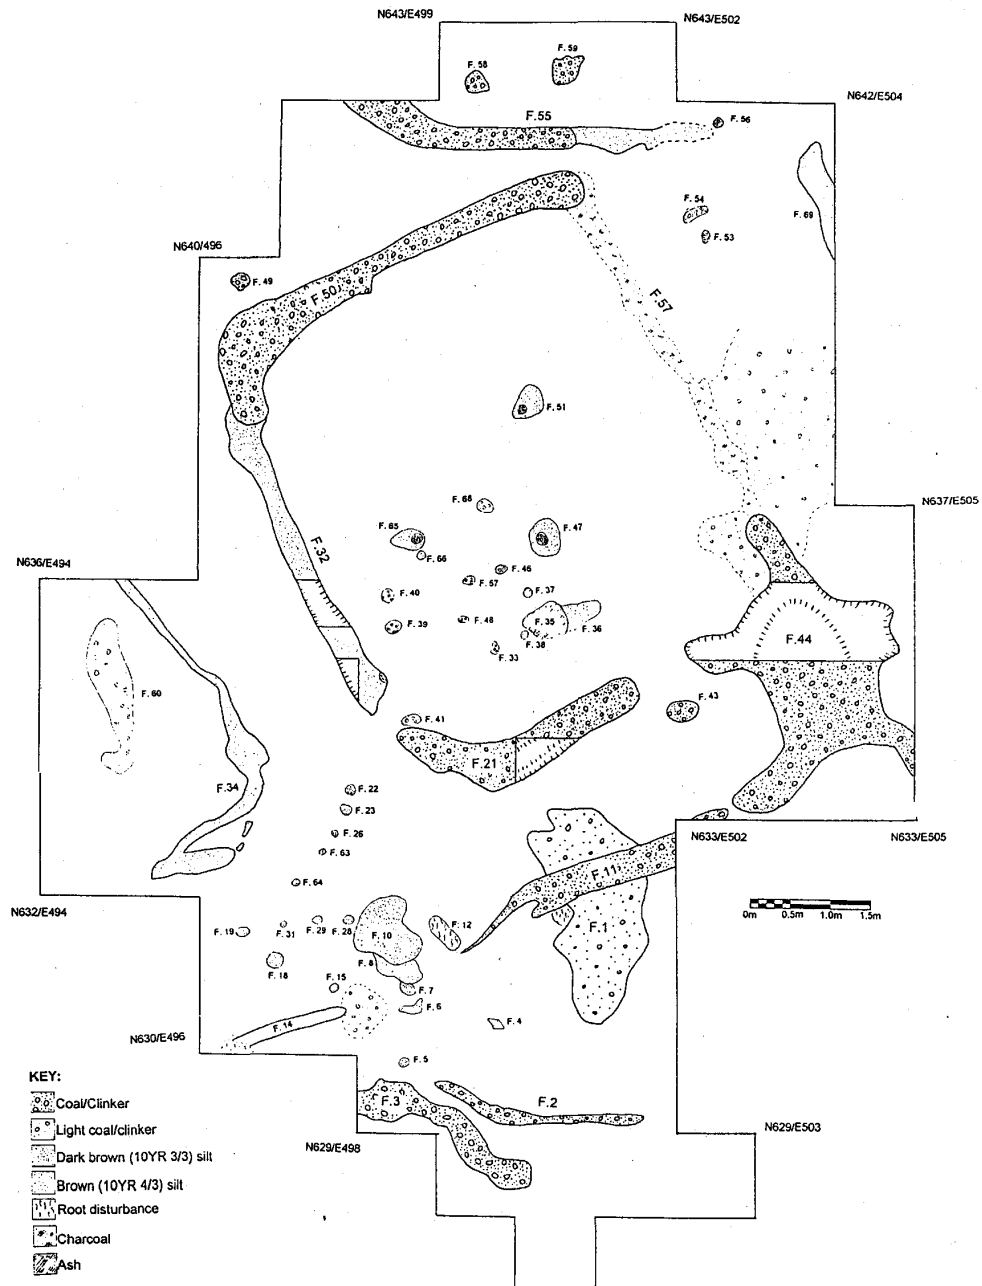 N643/E499
N643/E502
F. 59
F. 58
N642/E504
F.55
F. 56
F. 54
F. 69
F. 53
N640/496
F. 49
F.50
F.57
F. 51
F. 68
N637/E505
F. 65
F. 47
F. 66
F.32
N636/E494
F. 46
F. 67
F. 37
F. 40
F. 48
F. 35
F. 36
F. 39
F. 38
F.44
F. 33
F. 60
F. 43
F. 41
F.21
F.34
F. 22
F. 23
F. 26
N633/E502
N633/E505
F. 63
F.11
F. 64
0m 0.5m 1.0m 1.5m
N632/E494
F. 19
F. 31
F. 29
F. 28
F. 10
F. 12
F.1
F. 18
F. 8
F. 15
F. 7
F. 6
F. 14
F. 4
N630/E496
F. 5
KEY:
Coal/Clinker
F.3
F.2
Light coal/clinker
N629/E498
N629/E503
Dark brown (10YR 3/3) silt
Brown (10YR 4/3) silt
Root disturbance
Charcoal
Ash